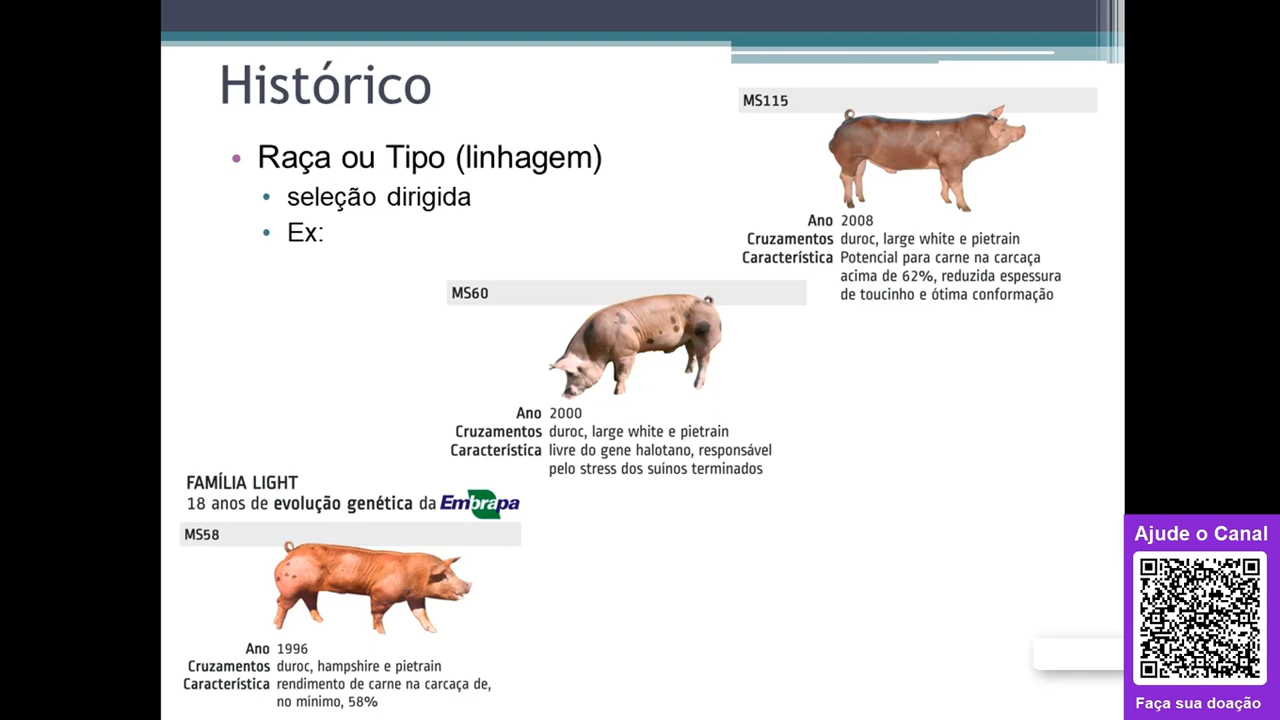 Histórico
• Raça ou Tipo (linhagem)
• seleção dirigida
• Ex:
MS115
Ano 2008
Cruzamentos duroc, large white e pietrain
Característica Potencial para carne na carcaça
acima de 62%, reduzida espessura
de toucinho e ótima conformação
MS60
Ano 2000
Cruzamentos duroc, large white e pietrain
Característica livre do gene halotano, responsável
pelo stress dos suínos terminados
FAMÍLIA LIGHT
18 anos de evolução genética da Embrapa
MS58
Ano 1996
Cruzamentos duroc, hampshire e pietrain
Característica rendimento de carne na carcaça de,
no mínimo, 58%
Ajude o Canal
Faça sua doação